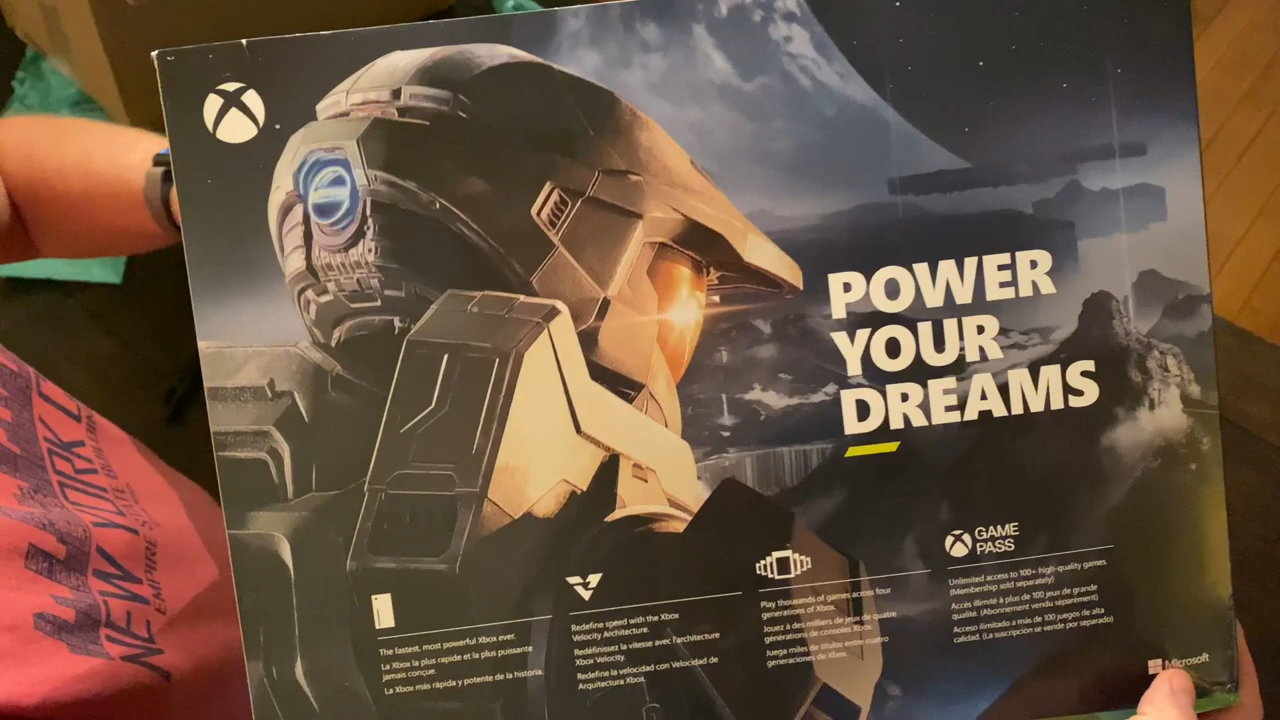 POWER
YOUR
DREAMS
GAME
PASS
The fastest, most powerful Xbox ever.
La Xbox la plus rapide et la plus puissante
jamais conçue.
La Xbox más rápida y potente de la historia.
Redefine speed with the Xbox
Velocity Architecture.
Redéfinissez la vitesse avec l'architecture
Xbox Velocity.
Redefine la velocidad con Velocidad de
Arquitectura Xbox.
Play thousands of games across four
generations of Xbox.
Jouez à des milliers de jeux de quatre
générations de consoles Xbox.
Juega miles de títulos entre cuatro
generaciones de Xbox.
Unlimited access to 100+ high-quality games.
(Membership sold separately)
Accès illimité à plus de 100 jeux de grande
qualité. (Abonnement vendu séparément)
Acceso ilimitado a más de 100 juegos de alta
calidad. (La suscripción se vende por separado)
Microsoft
NEW YORK C
EMPIRE STATE BUILDIN
CENTRAL PARK